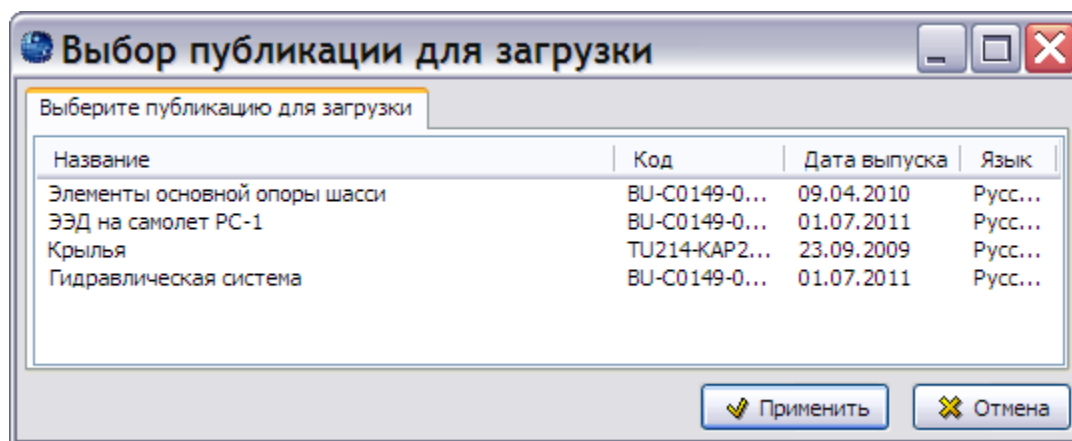 Выбор публикации для загрузки
Выберите публикацию для загрузки
Название Код Дата выпуска Язык
Элементы основной опоры шасси BU-C0149-0... 09.04.2010 Русс...
ЭЭД на самолет РС-1 BU-C0149-0... 01.07.2011 Русс...
Крылья TU214-KAP2... 23.09.2009 Русс...
Гидравлическая система BU-C0149-0... 01.07.2011 Русс...
Применить Отмена